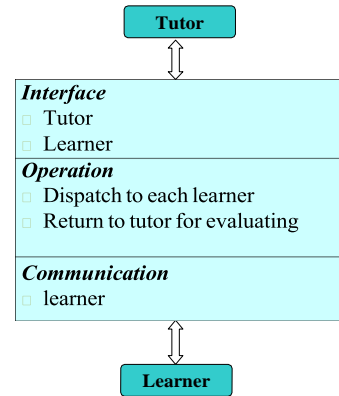 Tutor
Interface
Tutor
Learner
Operation
Dispatch to each learner
Return to tutor for evaluating
Communication
learner
Learner